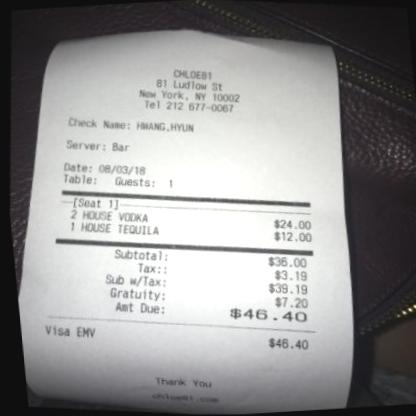 CHLOE81
81 Ludlow St
New York, NY 10002
Tel 212 677-0067
Check Name: HWANG,HYUN
Server: Bar
Date: 08/03/18
Table: Guests: 1
[Seat 1]
2 HOUSE VODKA $24.00
1 HOUSE TEQUILA $12.00
Subtotal: $36.00
Tax:: $3.19
Sub w/Tax: $39.19
Gratuity: $7.20
Amt Due: $46.40
Visa EMV $46.40
Thank You
chloe81.com